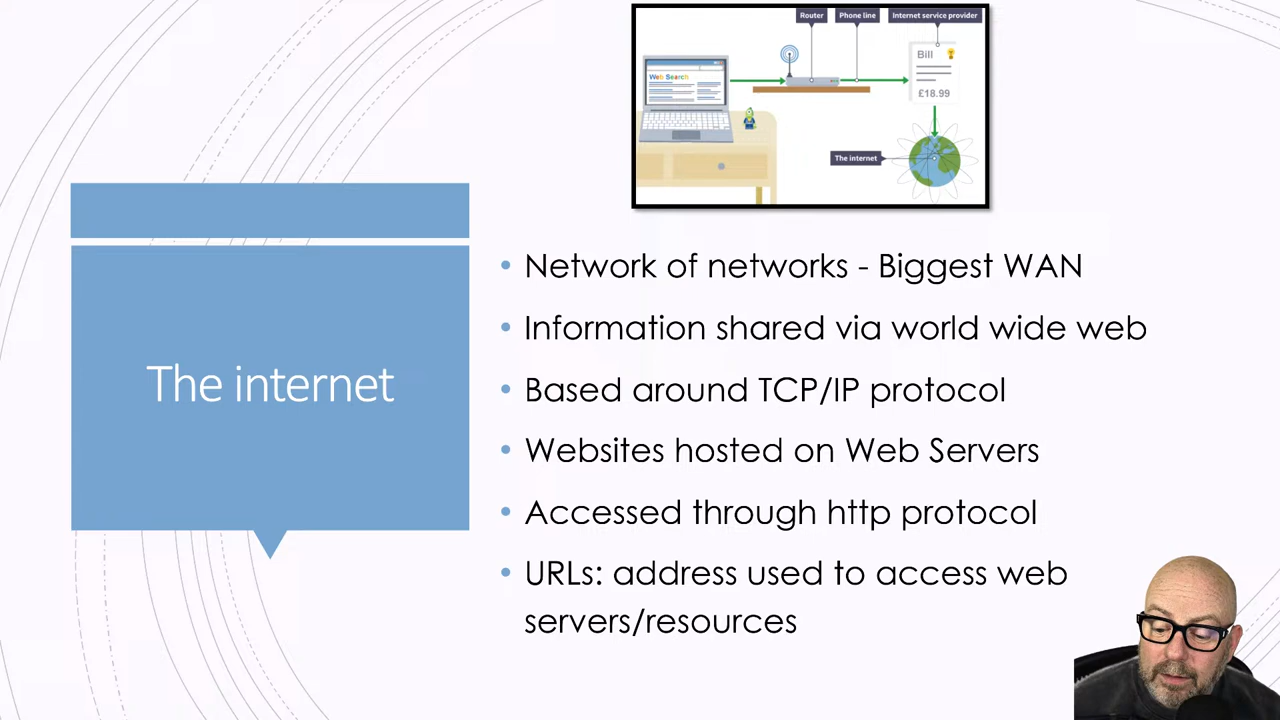 Router
Phone line
Internet service provider
Web Search
Bill
£18.99
The internet
The internet
Network of networks - Biggest WAN
Information shared via world wide web
Based around TCP/IP protocol
Websites hosted on Web Servers
Accessed through http protocol
URLs: address used to access web
servers/resources